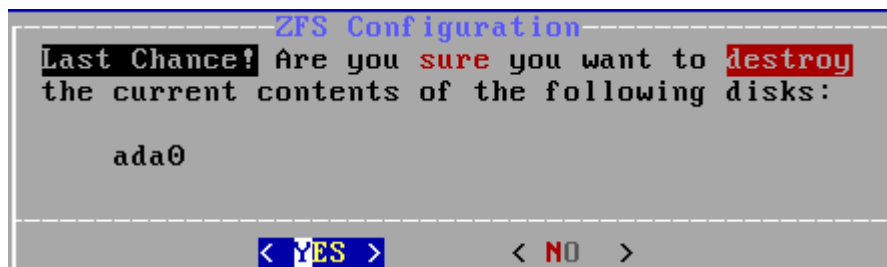 ZFS Configuration
Last Chance! Are you sure you want to destroy
the current contents of the following disks:
ada0
< YES > < NO >